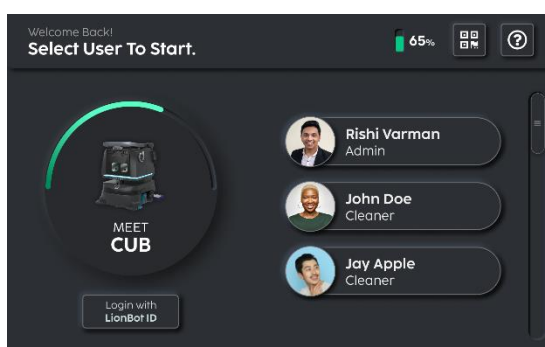 Welcome Back!
Select User To Start.
65%
Rishi Varman
Admin
John Doe
Cleaner
Jay Apple
Cleaner
MEET
CUB
Login with
LionBot ID